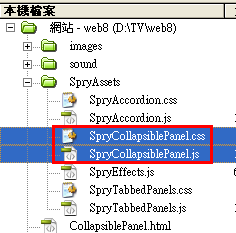 本機檔案
網站 - web8 (D:\TV\web8)
images
sound
SpryAssets
SpryAccordion.css
SpryAccordion.js
SpryCollapsiblePanel.css
SpryCollapsiblePanel.js
SpryEffects.js
SpryTabbedPanels.css
SpryTabbedPanels.js
CollapsiblePanel.html